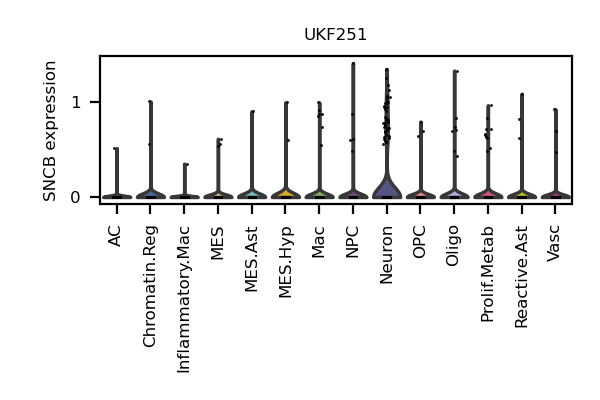 UKF251
SNCB expression
1
0
AC
Chromatin.Reg
Inflammatory.Mac
MES
MES.Ast
MES.Hyp
Mac
NPC
Neuron
OPC
Oligo
Prolif.Metab
Reactive.Ast
Vasc